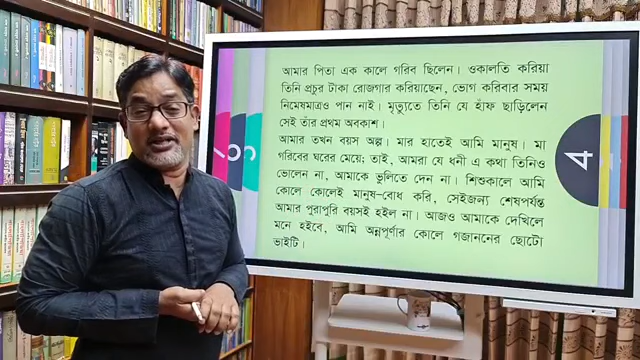 আমার পিতা এক কালে গরিব ছিলেন। ওকালতি করিয়া
তিনি প্রচুর টাকা রোজগার করিয়াছেন, ভোগ করিবার সময়
নিমেষমাত্রও পান নাই। মৃত্যুতে তিনি যে হাঁফ ছাড়িলেন
সেই তাঁর প্রথম অবকাশ।
আমার তখন বয়স অল্প। মার হাতেই আমি মানুষ। মা
গরিবের ঘরের মেয়ে; তাই, আমরা যে ধনী এ কথা তিনিও
ভোলেন না, আমাকে ভুলিতে দেন না। শিশুকালে আমি
কোলে কোলেই মানুষ-বোধ করি, সেইজন্য শেষপর্যন্ত
আমার পুরাপুরি বয়সই হইল না। আজও আমাকে দেখিলে
মনে হইবে, আমি অন্নপূর্ণার কোলে গজাননের ছোটো
ভাইটি।
4